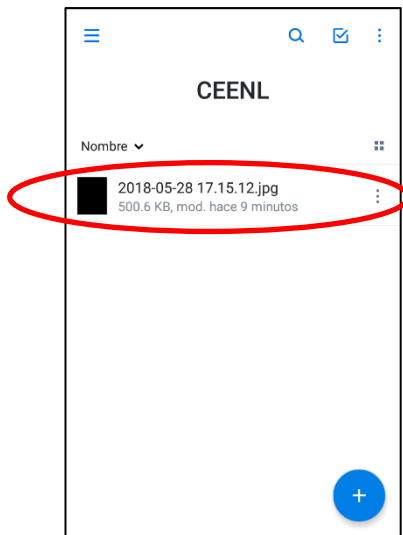 CEENL
Nombre
2018-05-28 17.15.12.jpg
500.6 KB, mod. hace 9 minutos